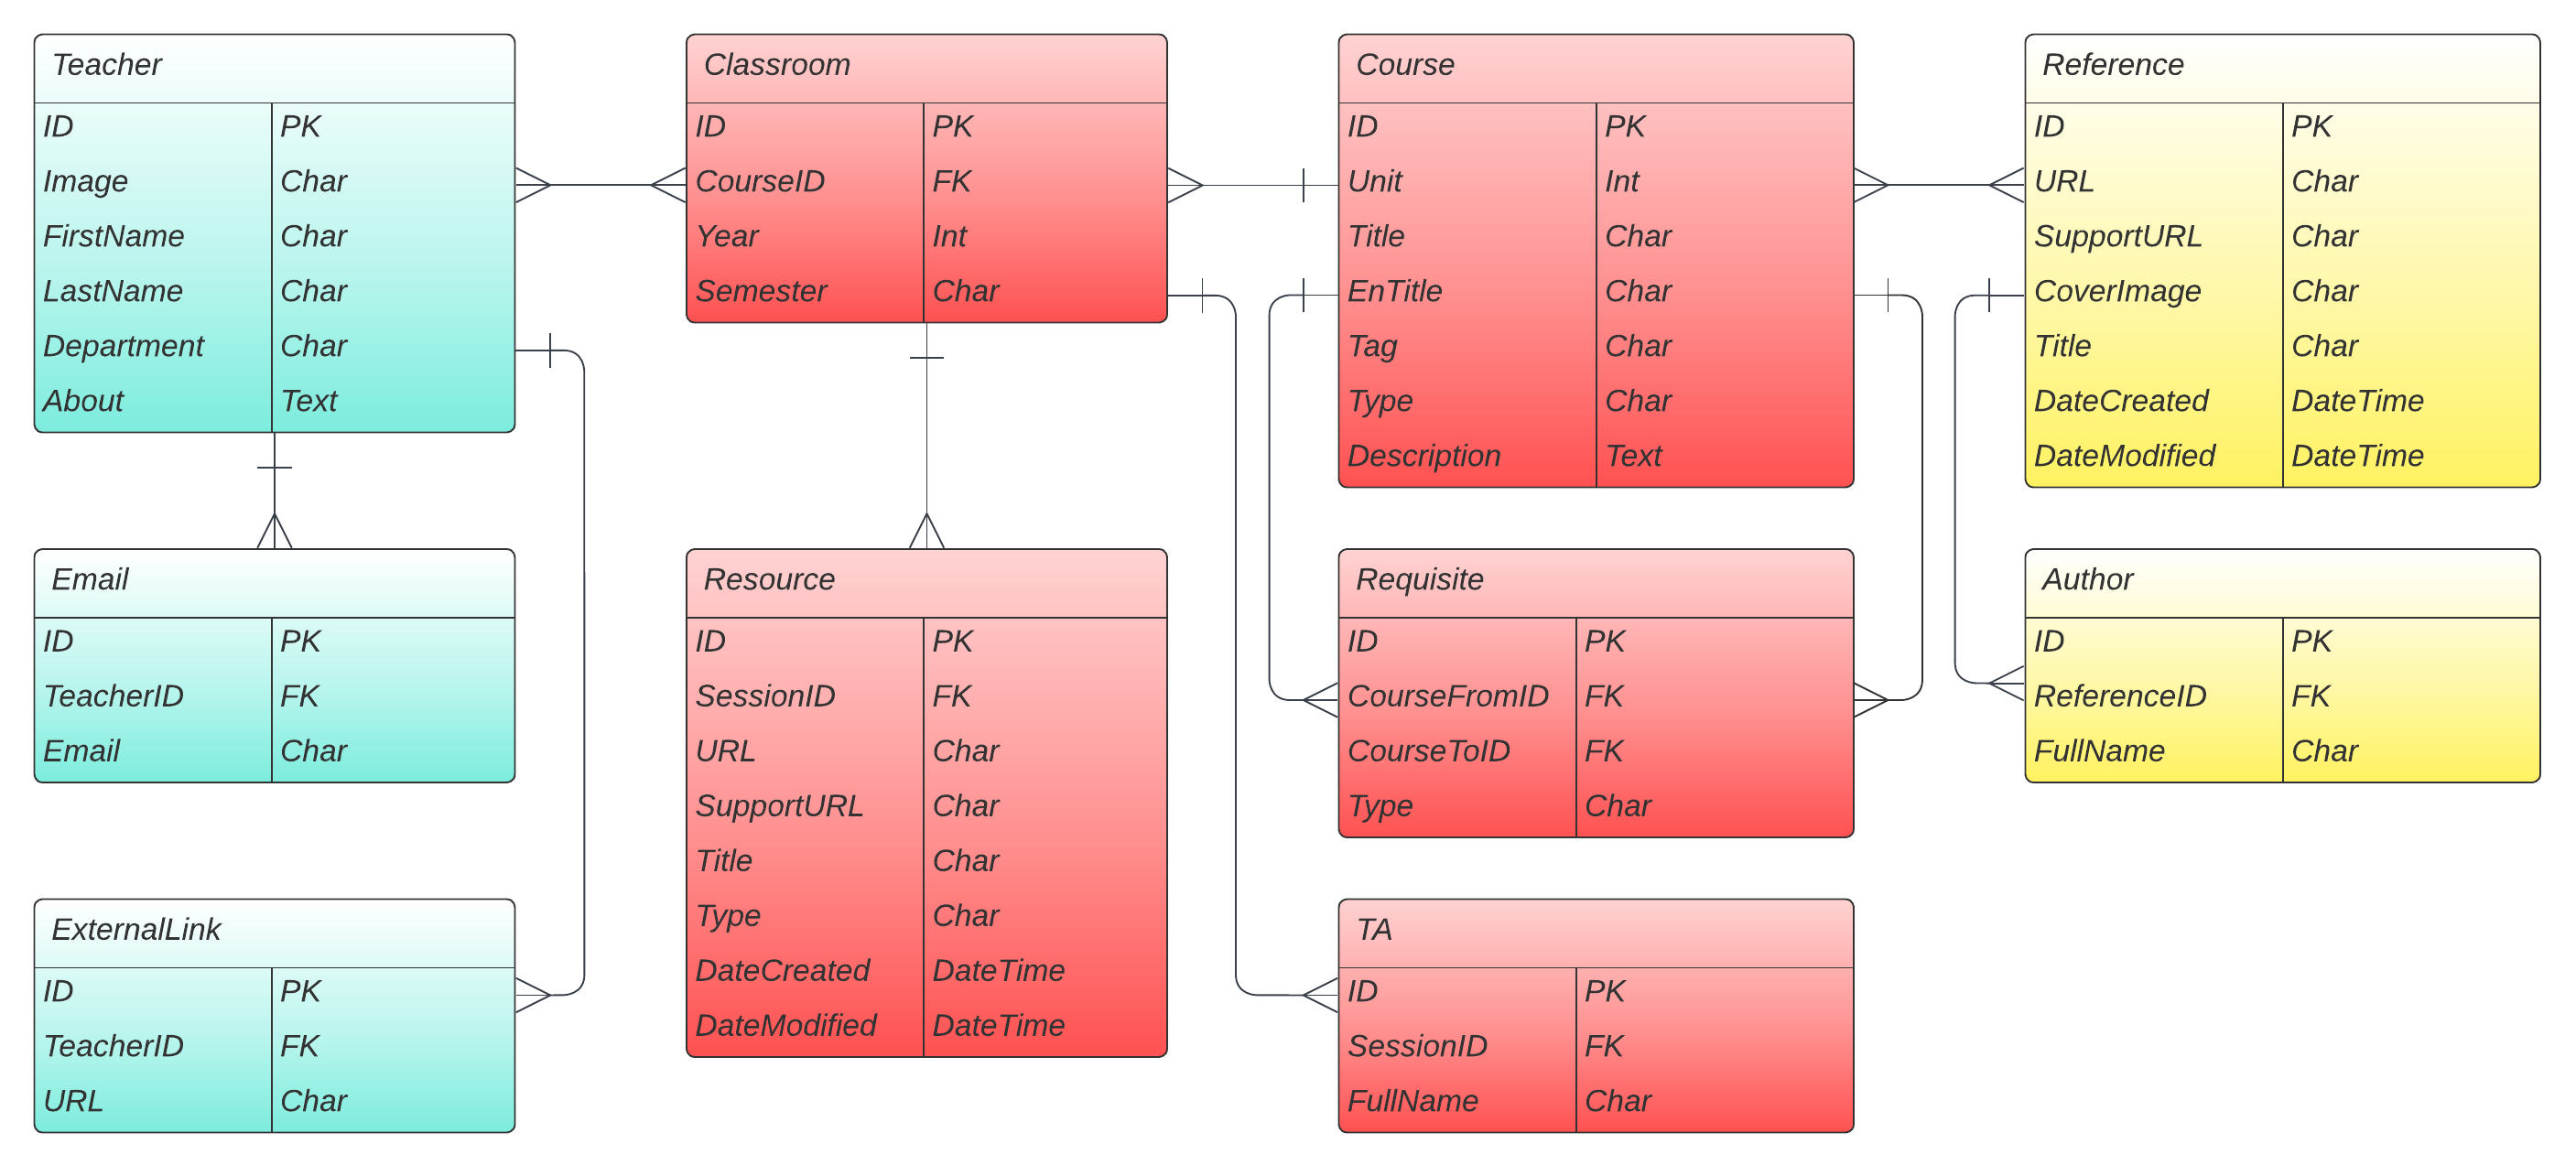 Teacher
ID PK
Image Char
FirstName Char
LastName Char
Department Char
About Text
Classroom
ID PK
CourseID FK
Year Int
Semester Char
Course
ID PK
Unit Int
Title Char
EnTitle Char
Tag Char
Type Char
Description Text
Reference
ID PK
URL Char
SupportURL Char
CoverImage Char
Title Char
DateCreated DateTime
DateModified DateTime
Email
ID PK
TeacherID FK
Email Char
Resource
ID PK
SessionID FK
URL Char
SupportURL Char
Title Char
Type Char
DateCreated DateTime
DateModified DateTime
Requisite
ID PK
CourseFromID FK
CourseToID FK
Type Char
Author
ID PK
ReferenceID FK
FullName Char
ExternalLink
ID PK
TeacherID FK
URL Char
TA
ID PK
SessionID FK
FullName Char